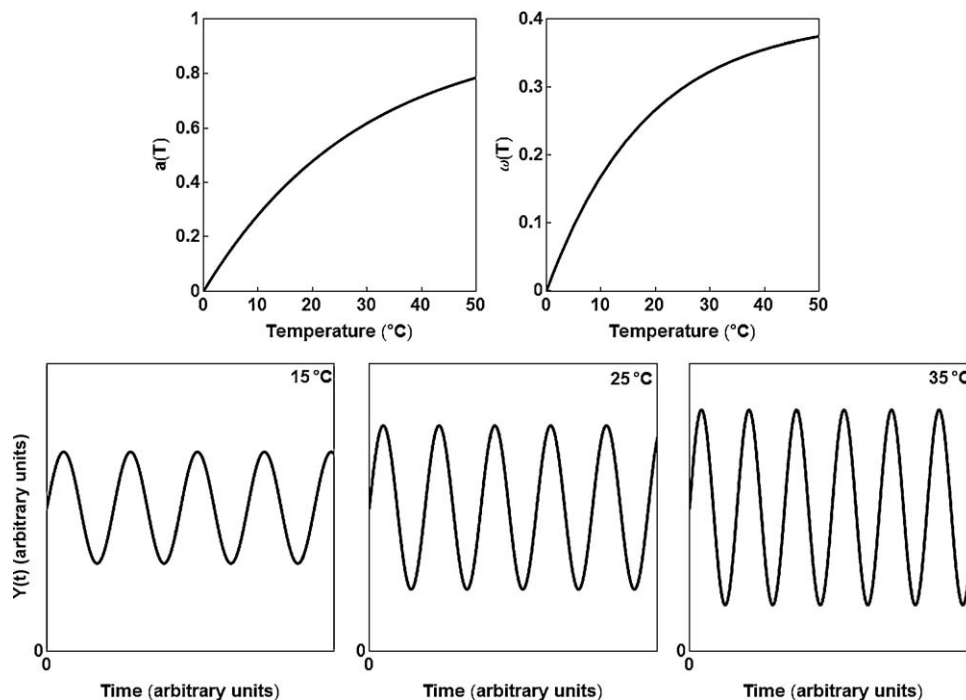 1
0.8
0.6
0.4
0.2
0
a(T)
0 10 20 30 40 50
Temperature (°C)
0.4
0.3
0.2
0.1
0
ω(T)
0 10 20 30 40 50
Temperature (°C)
Y(t) (arbitrary units)
15 °C
0
0
Time (arbitrary units)
25 °C
0
0
Time (arbitrary units)
35 °C
0
0
Time (arbitrary units)